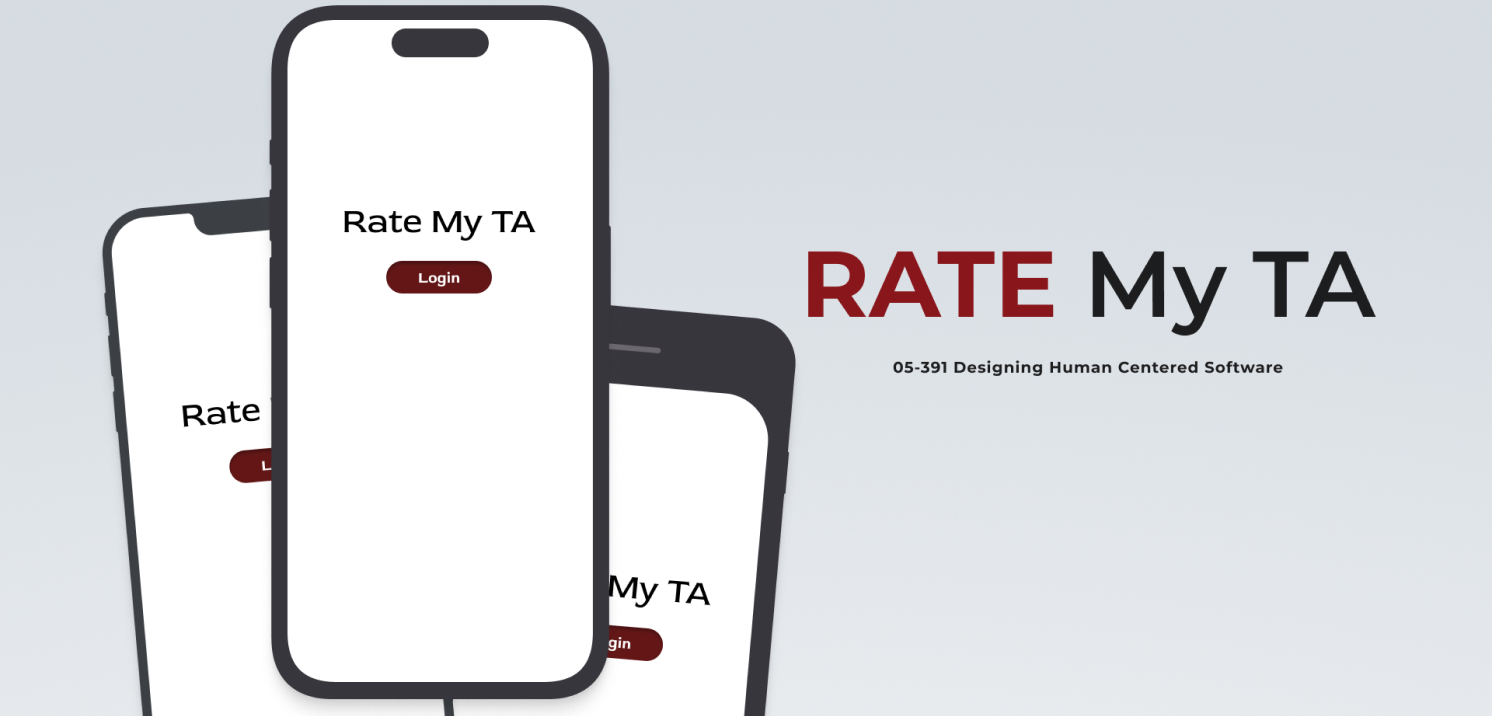 Rate My TA
Login
Rate
L
My TA
gin
RATE My TA
05-391 Designing Human Centered Software